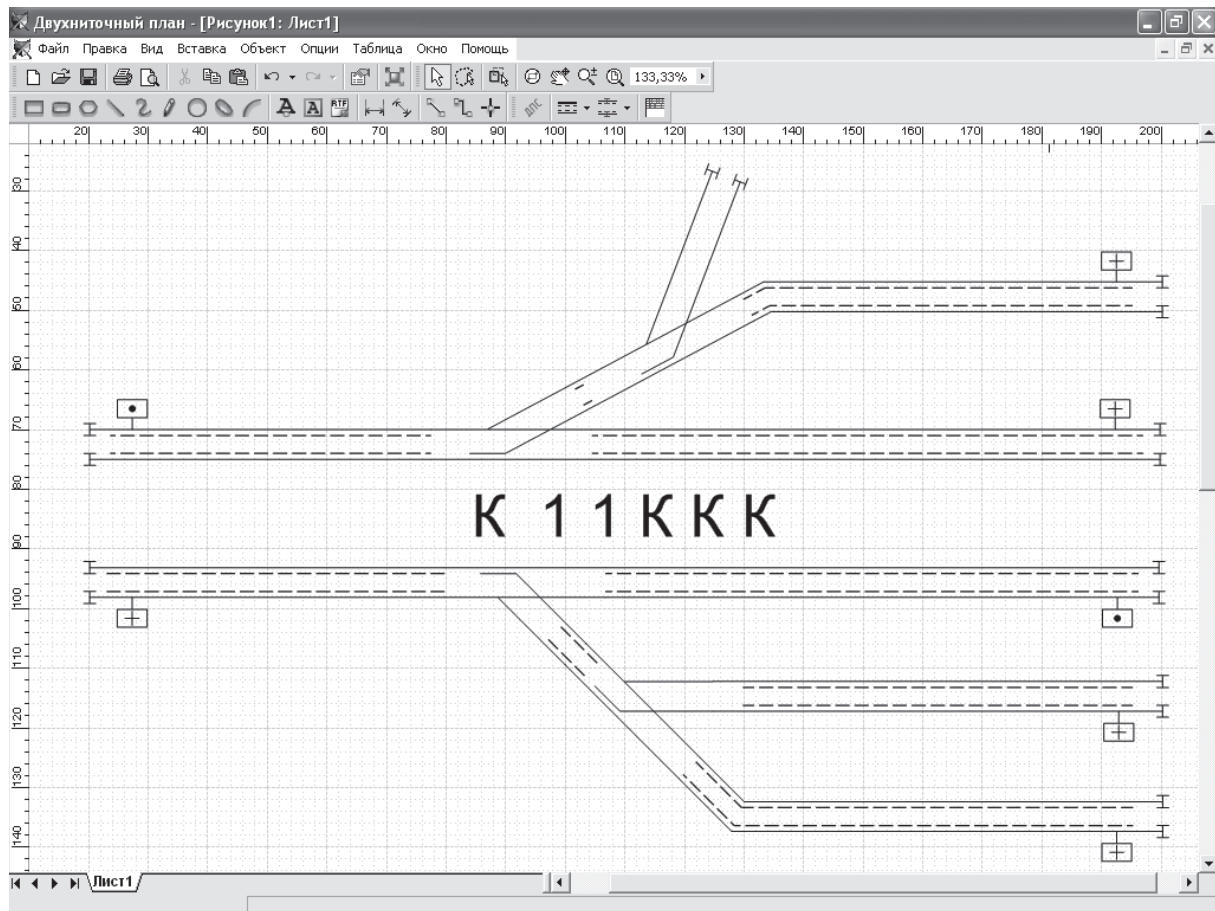 Двухниточный план - [Рисунок1: Лист1]
Файл Правка Вид Вставка Объект Опции Таблица Окно Помощь
133,33%
A A RTF ABC
20 30 40 50 60 70 80 90 100 110 120 130 140 150 160 170 180 190 200
30
40
50
60
70
80
К 1 1 К К К
90
100
110
120
130
140
Лист1